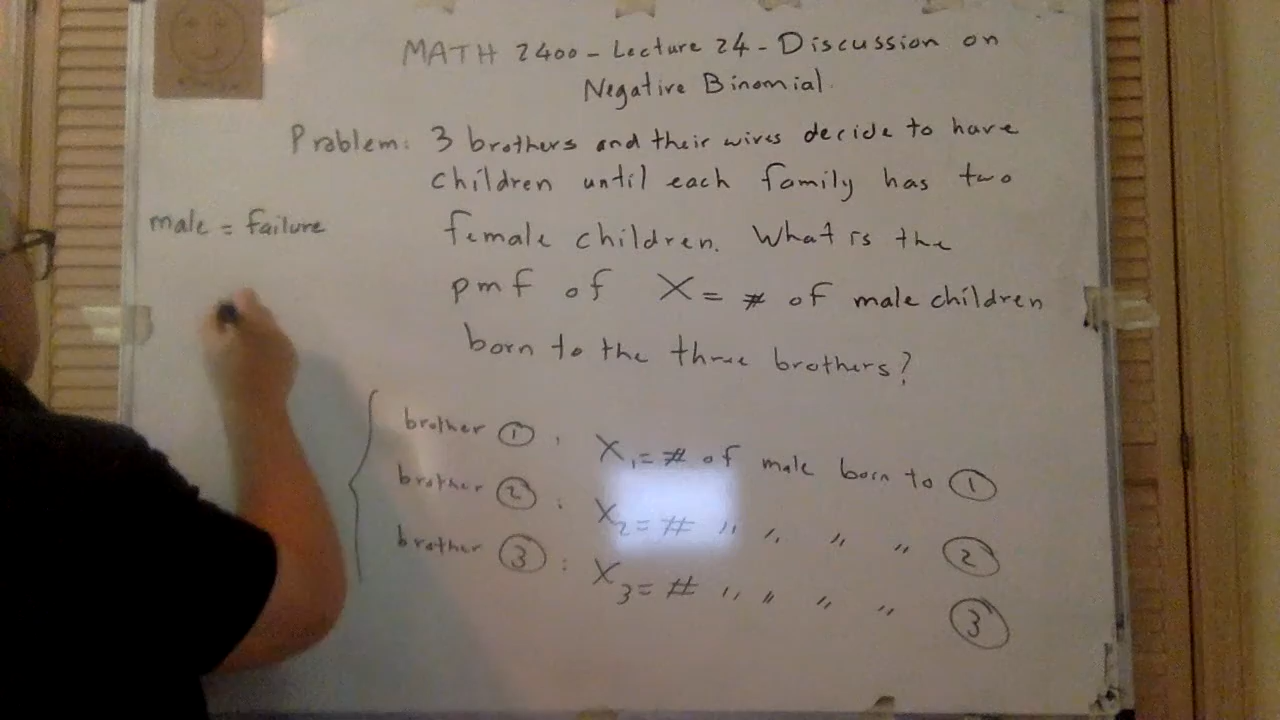 MATH 2400 - Lecture 24 - Discussion on
Negative Binomial.
Problem: 3 brothers and their wives decide to have
children until each family has two
male = failure
female children. What is the
pmf of X = # of male children
born to the three brothers?
brother ① : X₁ = # of male born to ①
brother ② : X₂ = # " " " " ②
brother ③ : X₃ = # " " " " ③